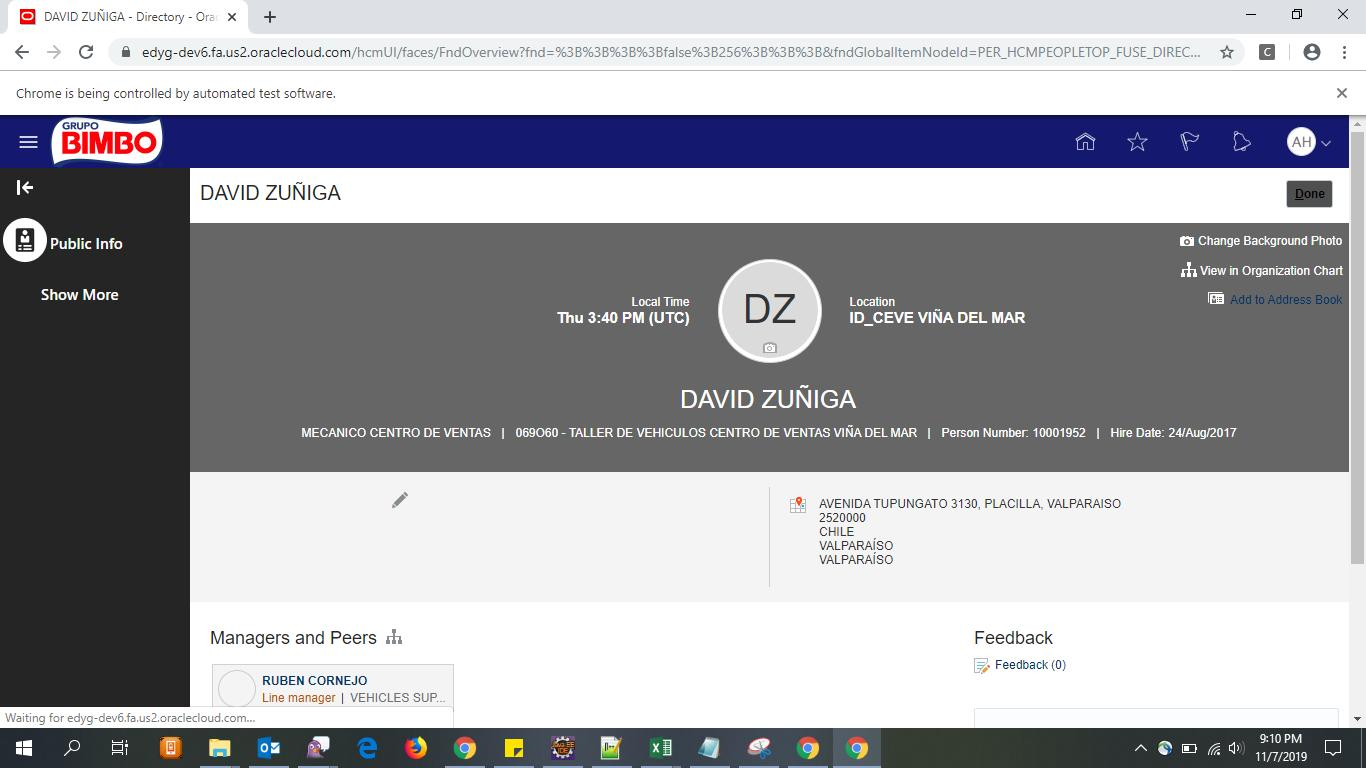 DAVID ZUÑIGA - Directory - Ora
edyg-dev6.fa.us2.oraclecloud.com/hcmUI/faces/FndOverview?fnd=%3B%3B%3B%3Bfalse%3B256%3B%3B%3B&fndGlobalItemNodeId=PER_HCMPEOPLETOP_FUSE_DIREC...
C
Chrome is being controlled by automated test software.
GRUPO
BIMBO
AH
DAVID ZUÑIGA
Done
Public Info
Show More
Change Background Photo
View in Organization Chart
Add to Address Book
Local Time
Thu 3:40 PM (UTC)
DZ
Location
ID_CEVE VIÑA DEL MAR
DAVID ZUÑIGA
MECANICO CENTRO DE VENTAS | 069O60 - TALLER DE VEHICULOS CENTRO DE VENTAS VIÑA DEL MAR | Person Number: 10001952 | Hire Date: 24/Aug/2017
AVENIDA TUPUNGATO 3130, PLACILLA, VALPARAISO
2520000
CHILE
VALPARAÍSO
VALPARAÍSO
Managers and Peers
RUBEN CORNEJO
Line manager | VEHICLES SUP...
Feedback
Feedback (0)
Waiting for edyg-dev6.fa.us2.oraclecloud.com...
9:10 PM
11/7/2019